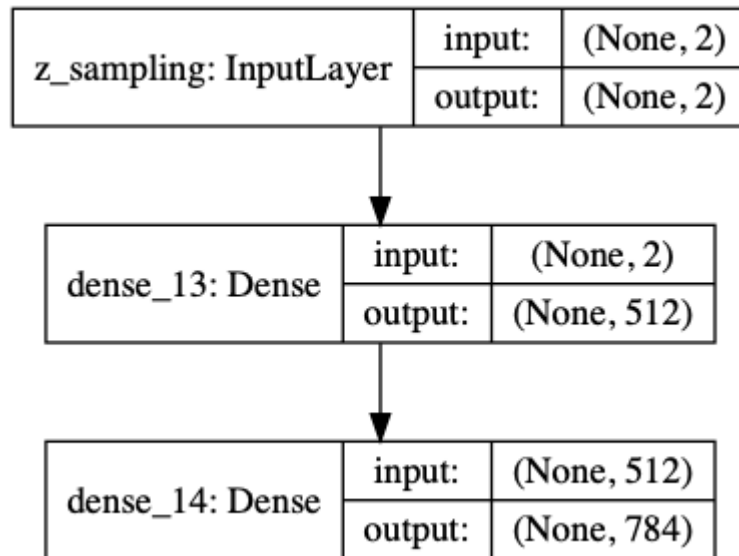 z_sampling: InputLayer
input:
(None, 2)
output:
(None, 2)
dense_13: Dense
input:
(None, 2)
output:
(None, 512)
dense_14: Dense
input:
(None, 512)
output:
(None, 784)